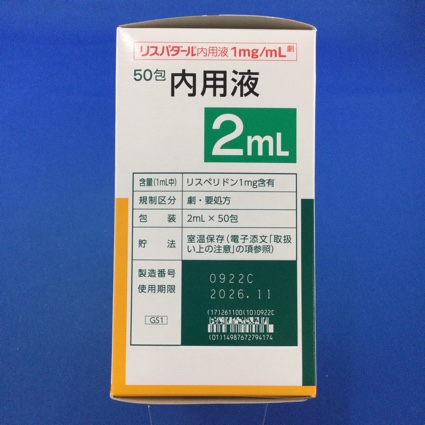 リスパダール内用液1mg/mL 劇
50包 内用液
2mL
含量(1mL中) リスペリドン1mg含有
規制区分 劇・要処方
包装 2mL×50包
貯法 室温保存(電子添文「取扱
い上の注意」の項参照)
製造番号 0922C
使用期限 2026.11
(17)261100(10)0922C
G51
(01)14987672794174